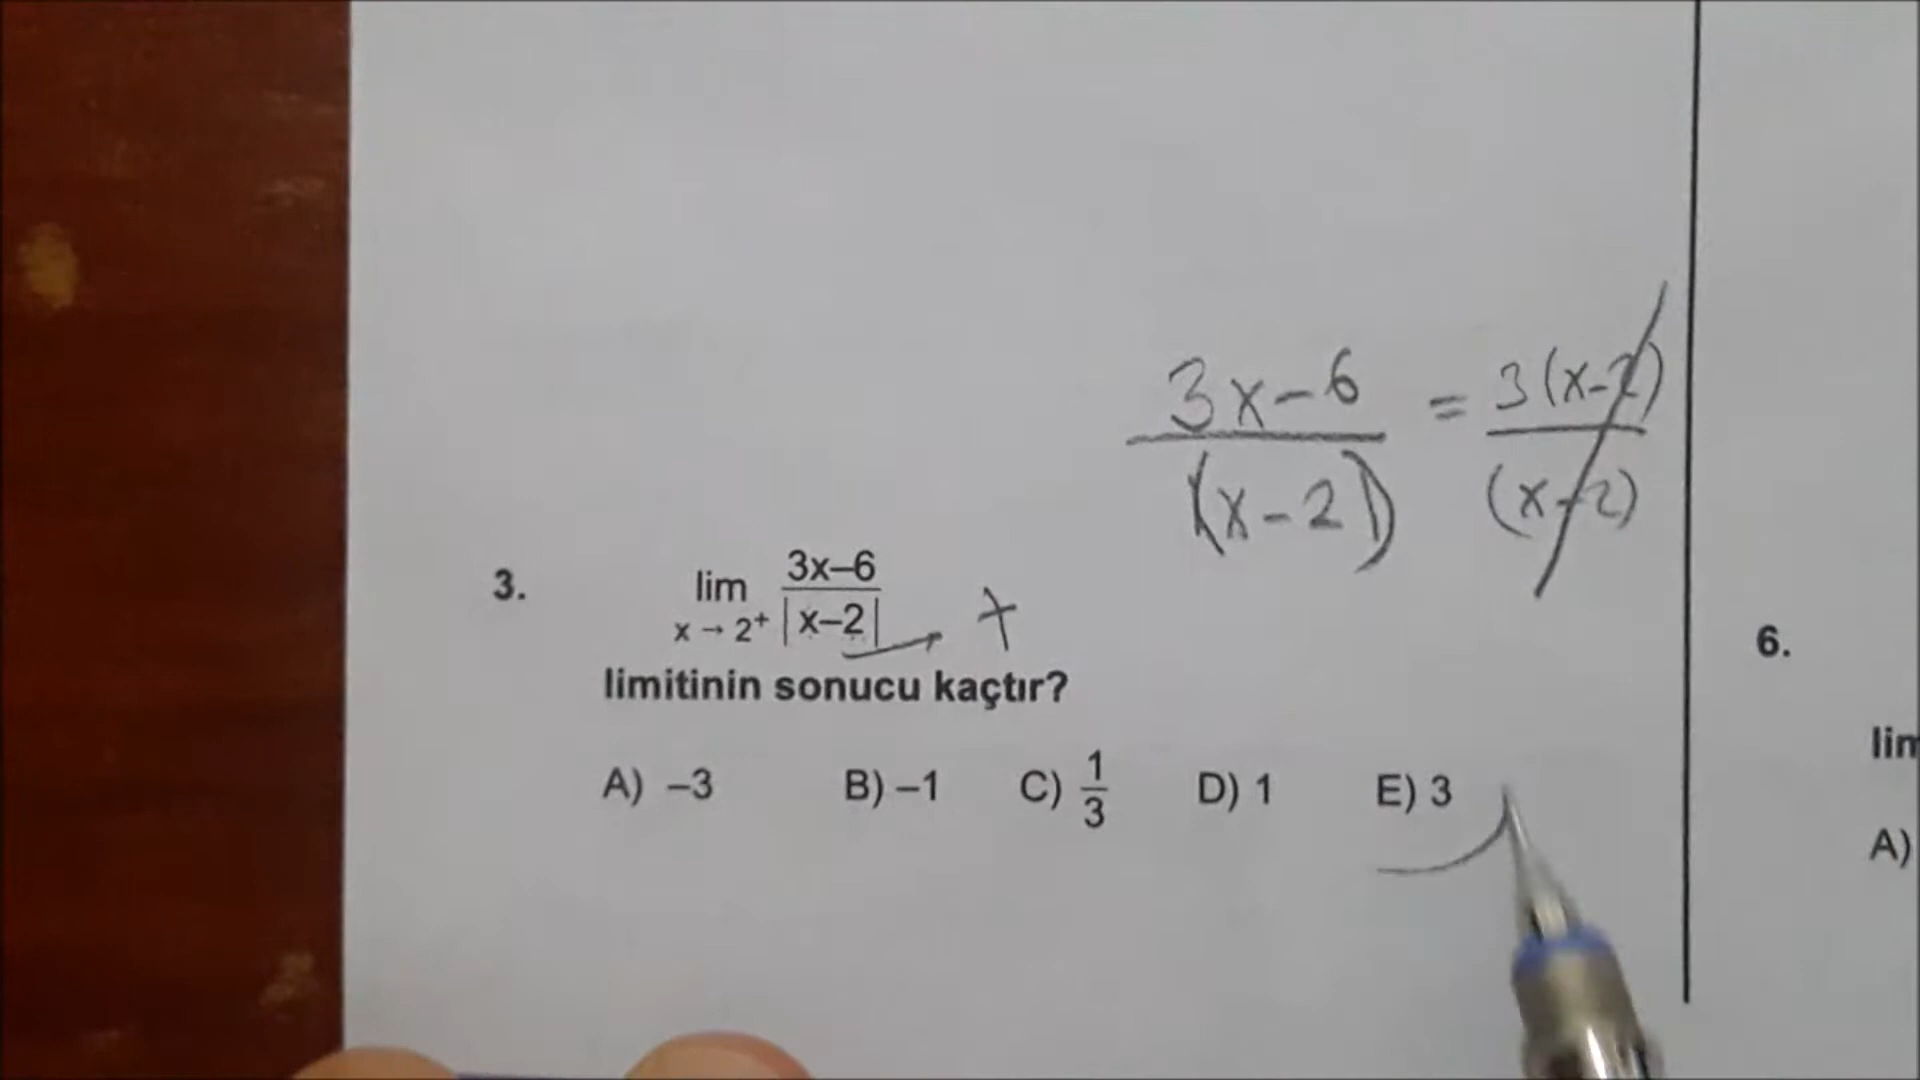 3x-6 = 3(x-2)
(x-2) (x-2)
3. lim 3x–6
x → 2⁺ |x–2| +
limitinin sonucu kaçtır?
A) –3 B) –1 C) 1/3 D) 1 E) 3
6.
lim
A)